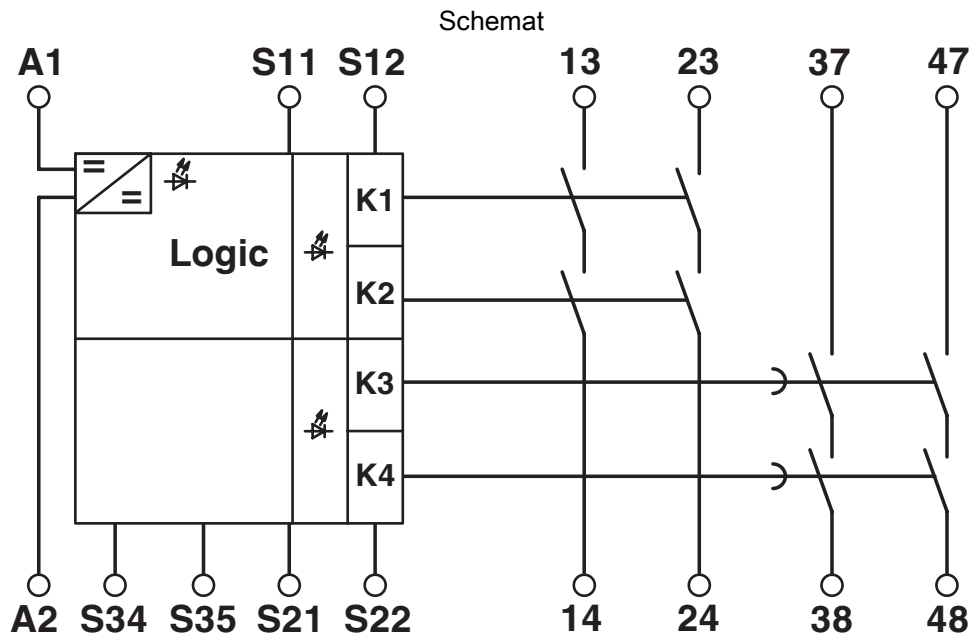 Schemat
A1 S11 S12 13 23 37 47
K1
Logic
K2
K3
K4
A2 S34 S35 S21 S22 14 24 38 48